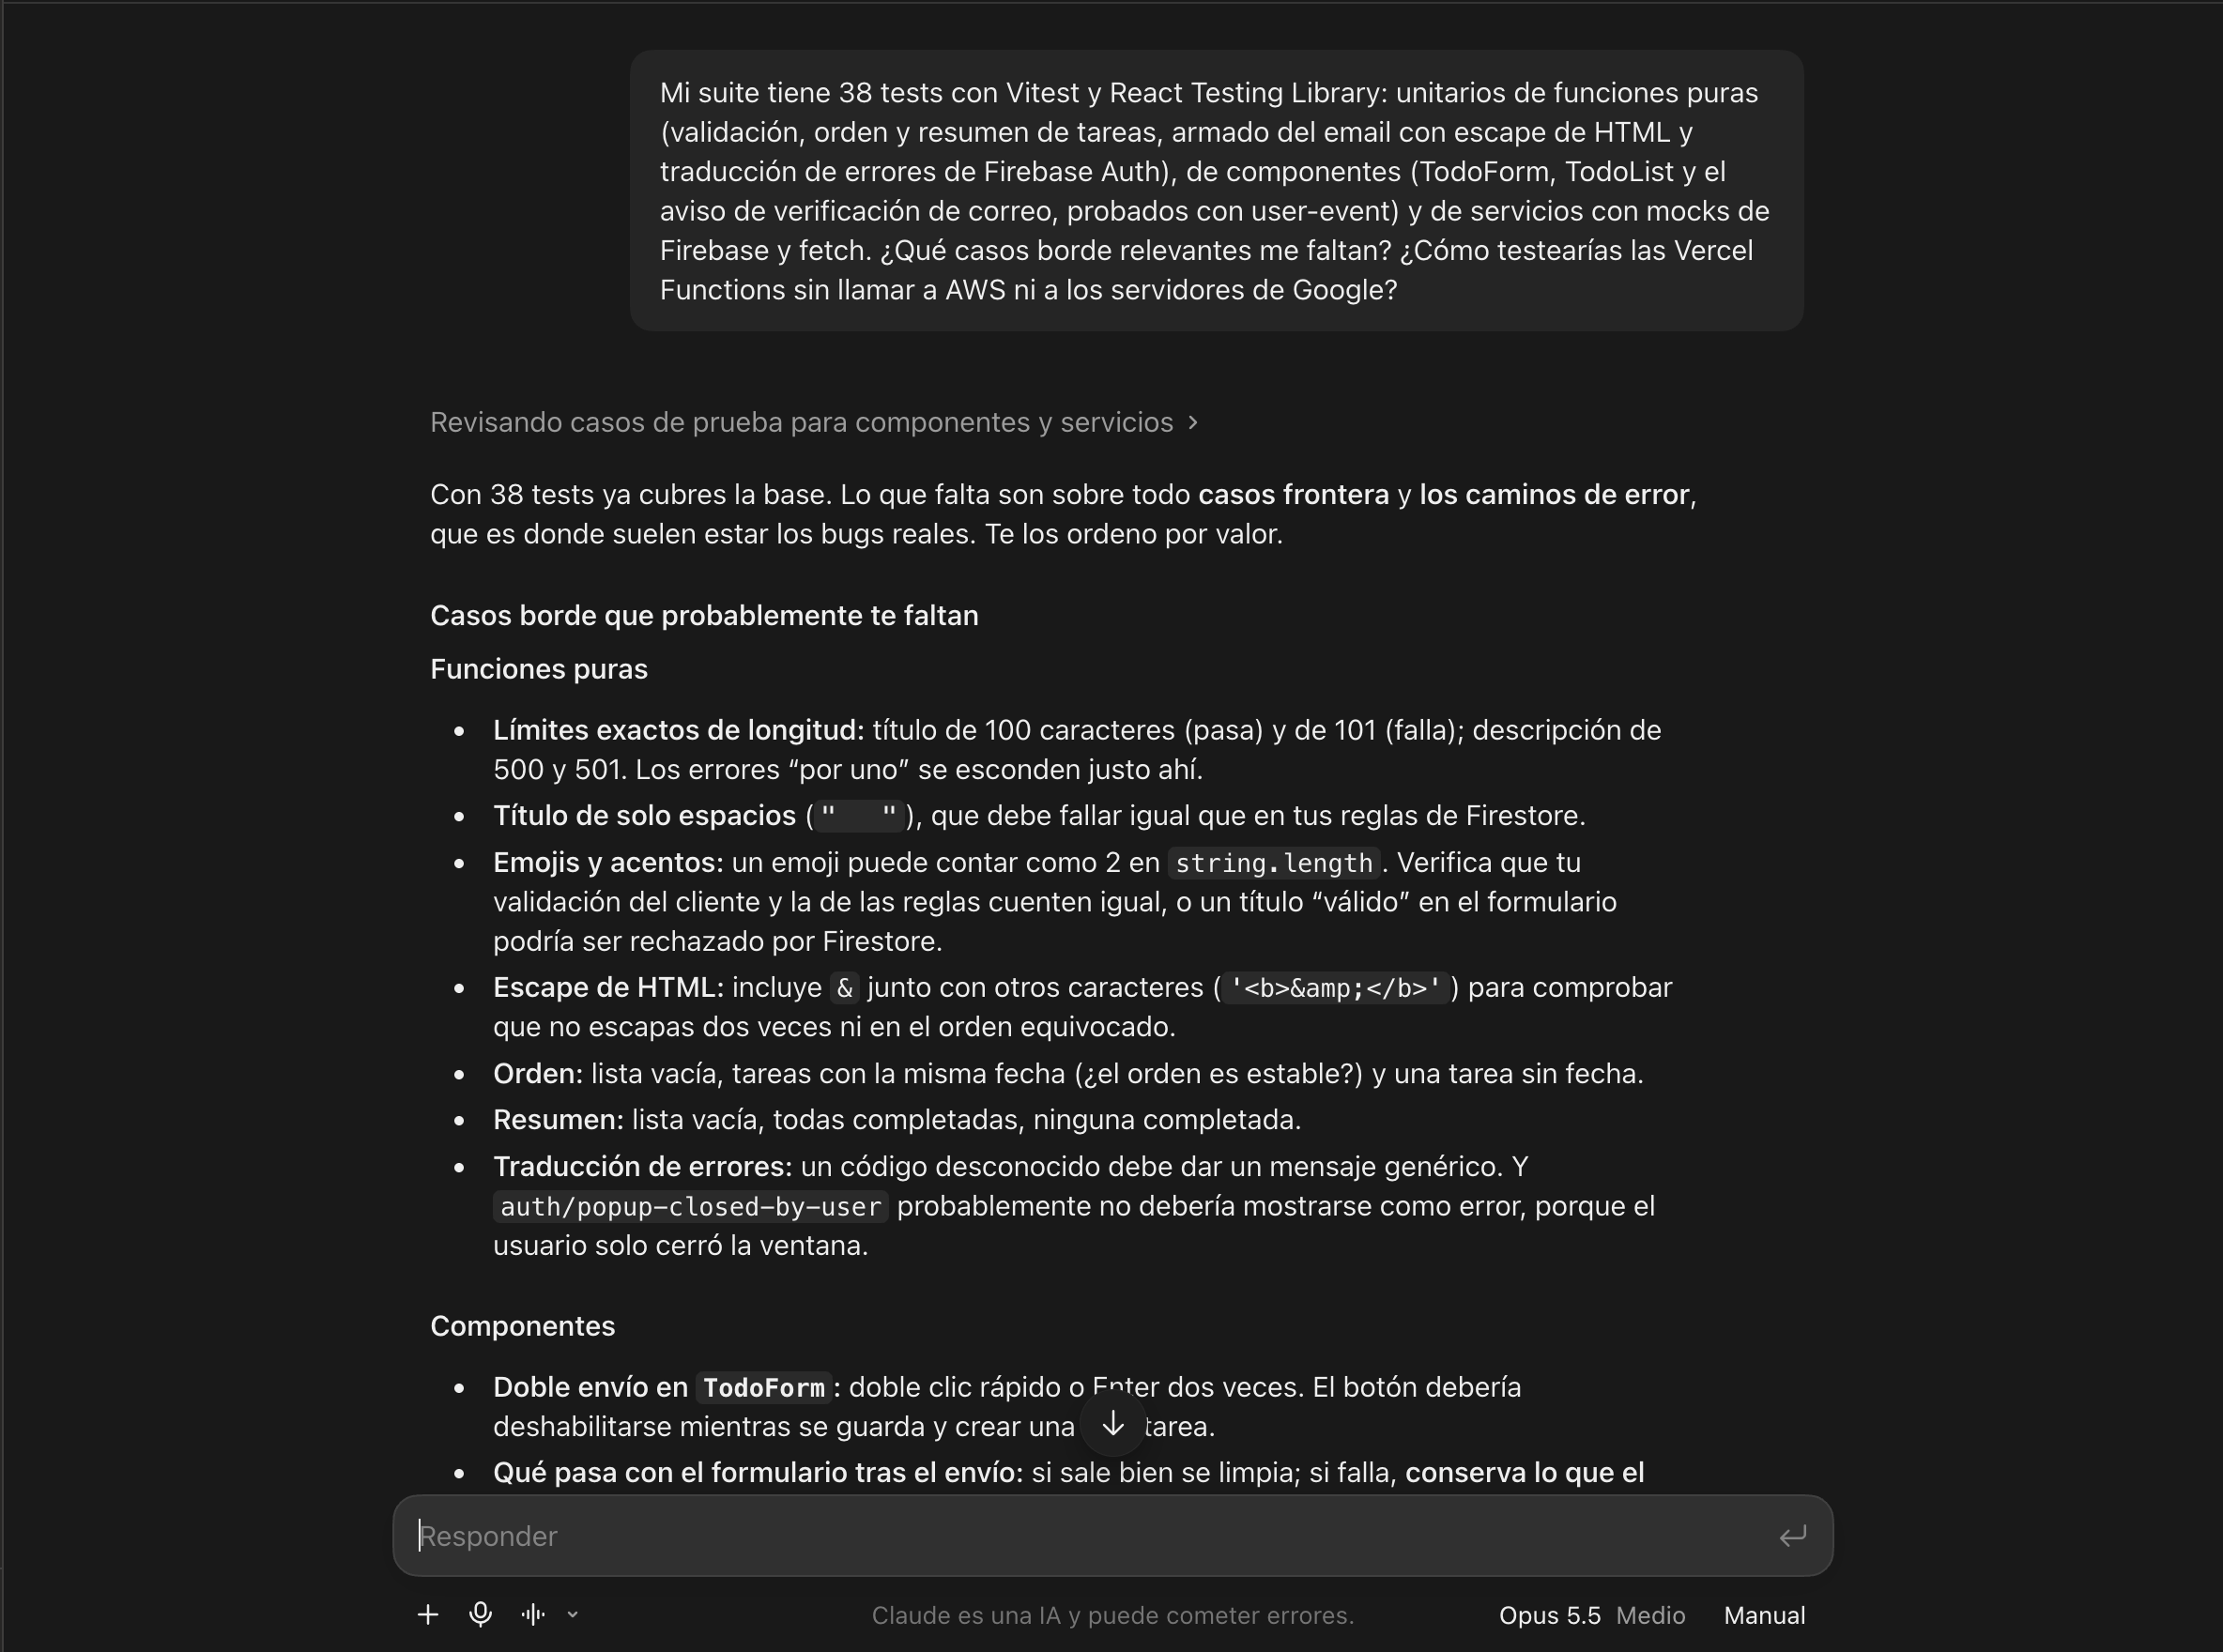 Mi suite tiene 38 tests con Vitest y React Testing Library: unitarios de funciones puras
(validación, orden y resumen de tareas, armado del email con escape de HTML y
traducción de errores de Firebase Auth), de componentes (TodoForm, TodoList y el
aviso de verificación de correo, probados con user-event) y de servicios con mocks de
Firebase y fetch. ¿Qué casos borde relevantes me faltan? ¿Cómo testearías las Vercel
Functions sin llamar a AWS ni a los servidores de Google?
Revisando casos de prueba para componentes y servicios
Con 38 tests ya cubres la base. Lo que falta son sobre todo casos frontera y los caminos de error,
que es donde suelen estar los bugs reales. Te los ordeno por valor.
Casos borde que probablemente te faltan
Funciones puras
• Límites exactos de longitud: título de 100 caracteres (pasa) y de 101 (falla); descripción de
500 y 501. Los errores “por uno” se esconden justo ahí.
• Título de solo espacios ("   "), que debe fallar igual que en tus reglas de Firestore.
• Emojis y acentos: un emoji puede contar como 2 en string.length. Verifica que tu
validación del cliente y la de las reglas cuenten igual, o un título “válido” en el formulario
podría ser rechazado por Firestore.
• Escape de HTML: incluye & junto con otros caracteres ('<b>&amp;</b>') para comprobar
que no escapas dos veces ni en el orden equivocado.
• Orden: lista vacía, tareas con la misma fecha (¿el orden es estable?) y una tarea sin fecha.
• Resumen: lista vacía, todas completadas, ninguna completada.
• Traducción de errores: un código desconocido debe dar un mensaje genérico. Y
auth/popup-closed-by-user probablemente no debería mostrarse como error, porque el
usuario solo cerró la ventana.
Componentes
• Doble envío en TodoForm: doble clic rápido o Enter dos veces. El botón debería
deshabilitarse mientras se guarda y crear una tarea.
• Qué pasa con el formulario tras el envío: si sale bien se limpia; si falla, conserva lo que el
Responder
Claude es una IA y puede cometer errores.
Opus 5.5 Medio Manual